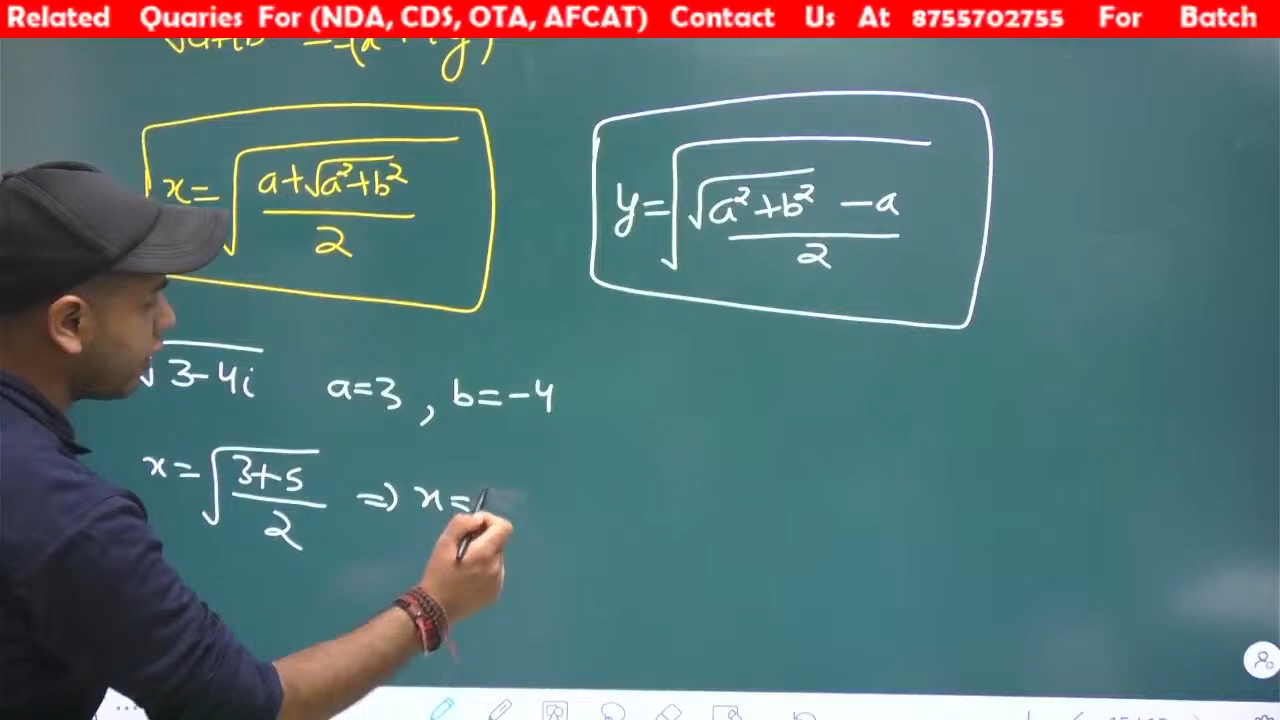 Related Quaries For (NDA, CDS, OTA, AFCAT) Contact Us At 8755702755 For Batch
x = √((a+√(a²+b²))/2)
y = √((√(a²+b²) - a)/2)
√(3-4i) a=3, b=-4
x = √((3+5)/2) ⇒ x =